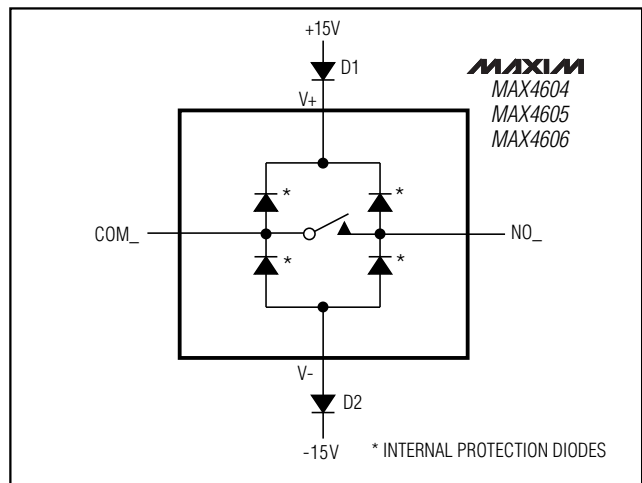 +15V
D1
MAXIM
V+
MAX4604
MAX4605
MAX4606
*
*
COM_
NO_
*
*
V-
D2
-15V
* INTERNAL PROTECTION DIODES